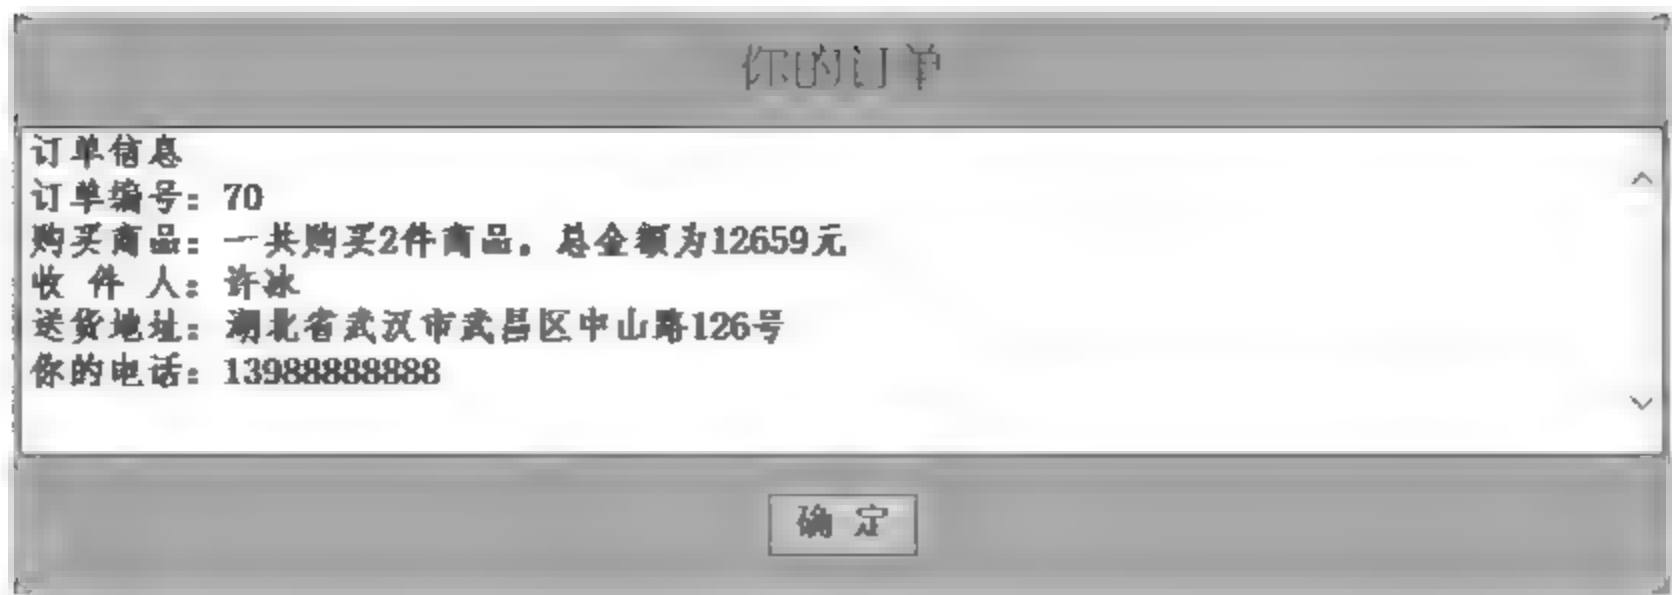 你的订单
订单信息
订单编号：70
购买商品：一共购买2件商品。总金额为12659元
收 件 人：许冰
送货地址：湖北省武汉市武昌区中山路126号
你的电话：13988888888
确 定